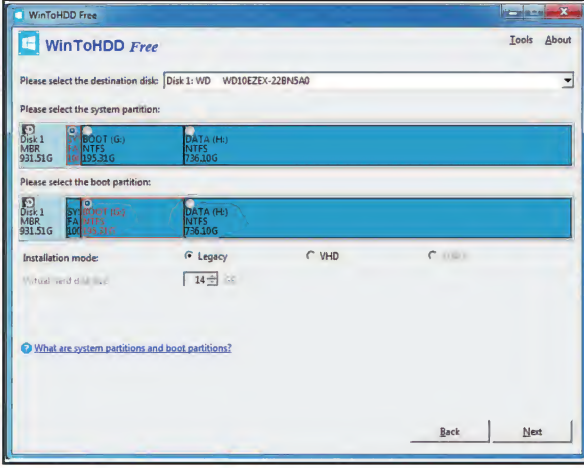 WinToHDD Free
WinToHDD Free
Tools About
Please select the destination disk: Disk 1: WD WD10EZEX-22BN5A0
Please select the system partition:
Disk 1 BOOT (G:) DATA (H:)
MBR NTFS NTFS
931.51G 195.31G 736.10G
Please select the boot partition:
Disk 1 DATA (H:)
MBR FA NTFS
931.51G 100 736.10G
Installation mode: Legacy VHD
14
What are system partitions and boot partitions?
Back Next